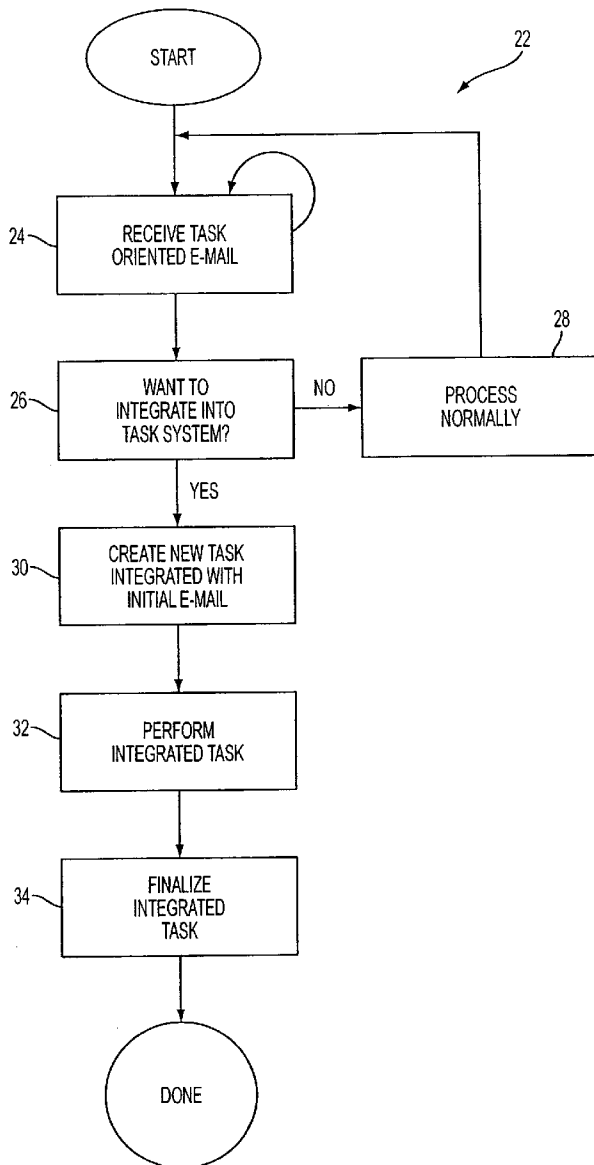 START
22
24
RECEIVE TASK
ORIENTED E-MAIL
26
WANT TO
INTEGRATE INTO
TASK SYSTEM?
NO
28
PROCESS
NORMALLY
YES
30
CREATE NEW TASK
INTEGRATED WITH
INITIAL E-MAIL
32
PERFORM
INTEGRATED TASK
34
FINALIZE
INTEGRATED
TASK
DONE